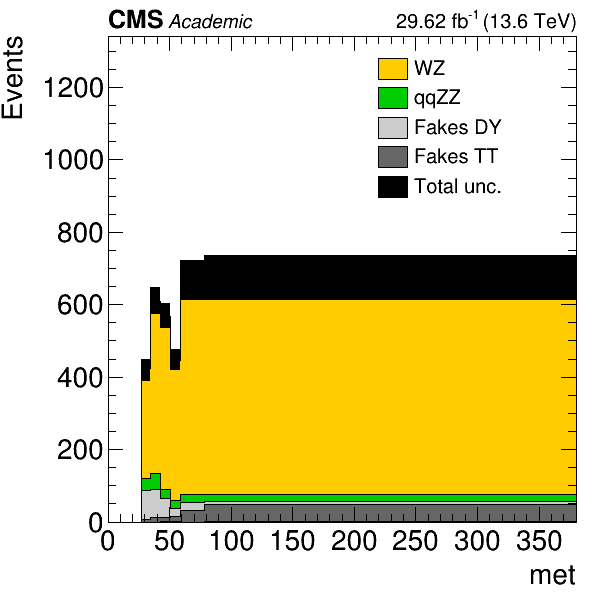 CMS Academic 29.62 fb-1 (13.6 TeV)
Events
WZ
qqZZ
Fakes DY
Fakes TT
Total unc.
1200
1000
800
600
400
200
0
0 50 100 150 200 250 300 350
met